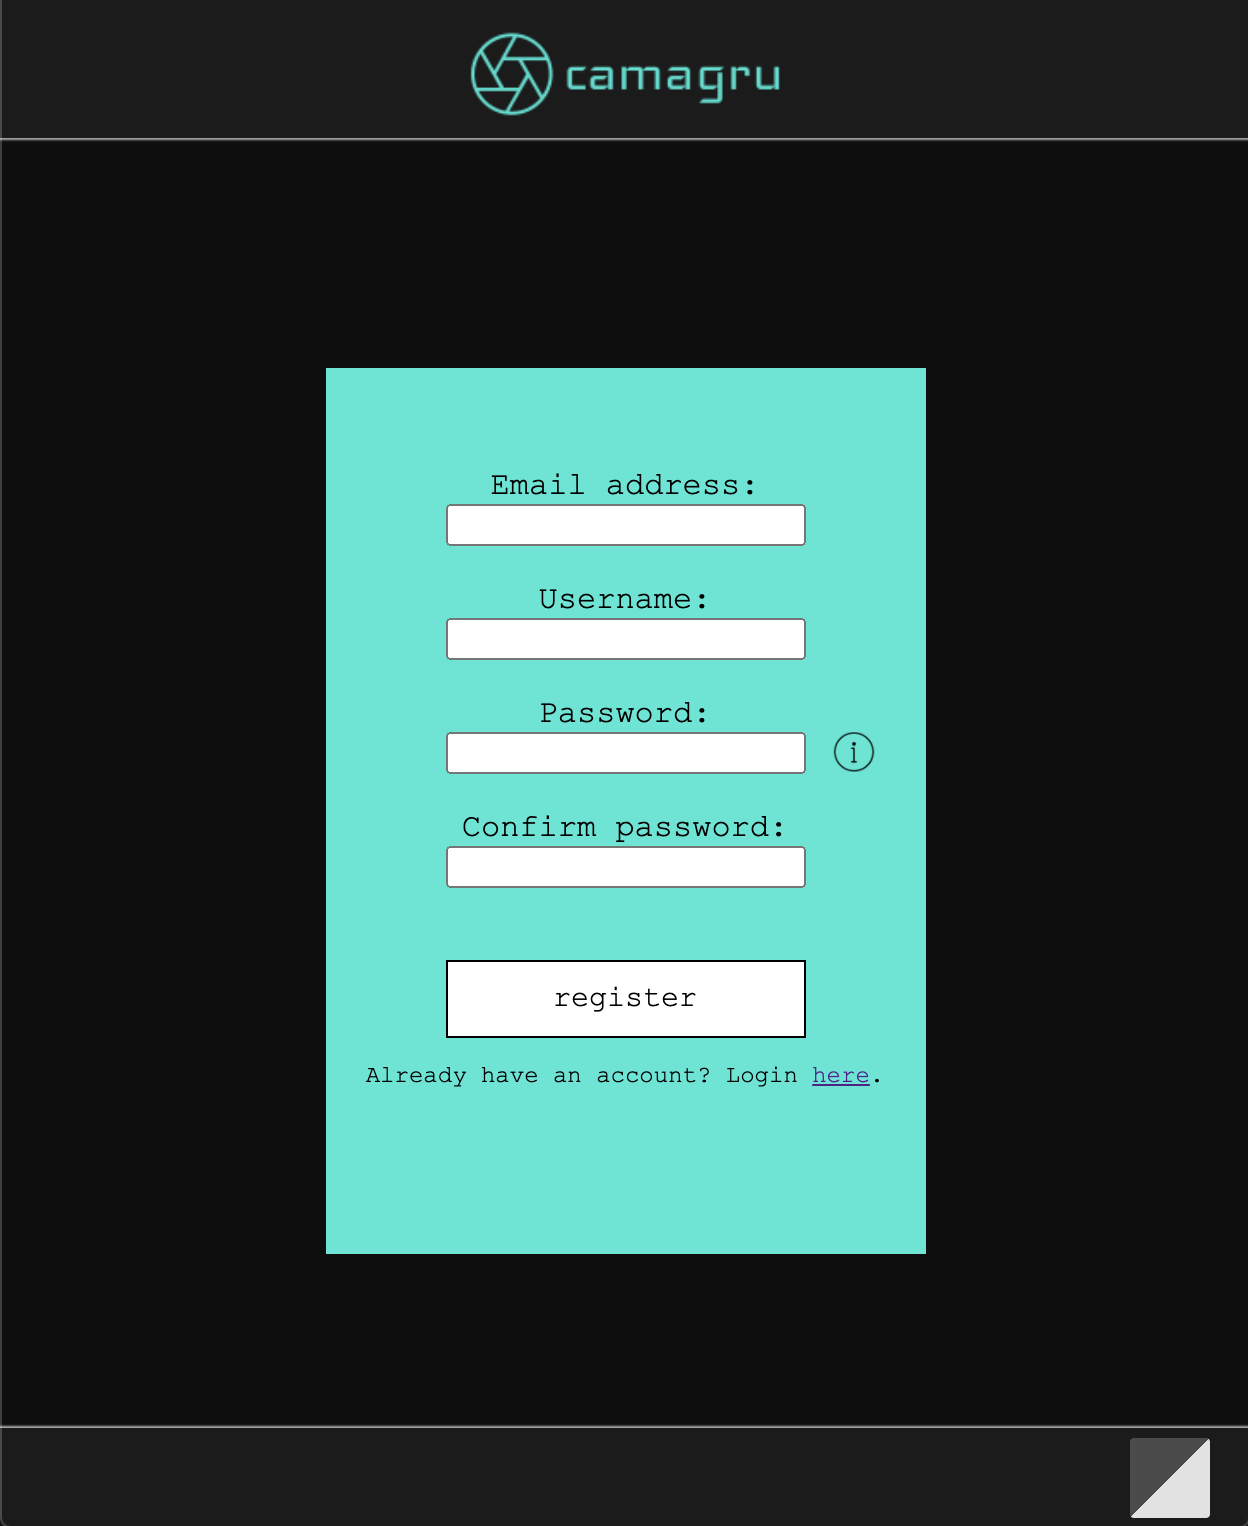 camagru
Email address:
Username:
Password:
i
Confirm password:
register
Already have an account? Login here.